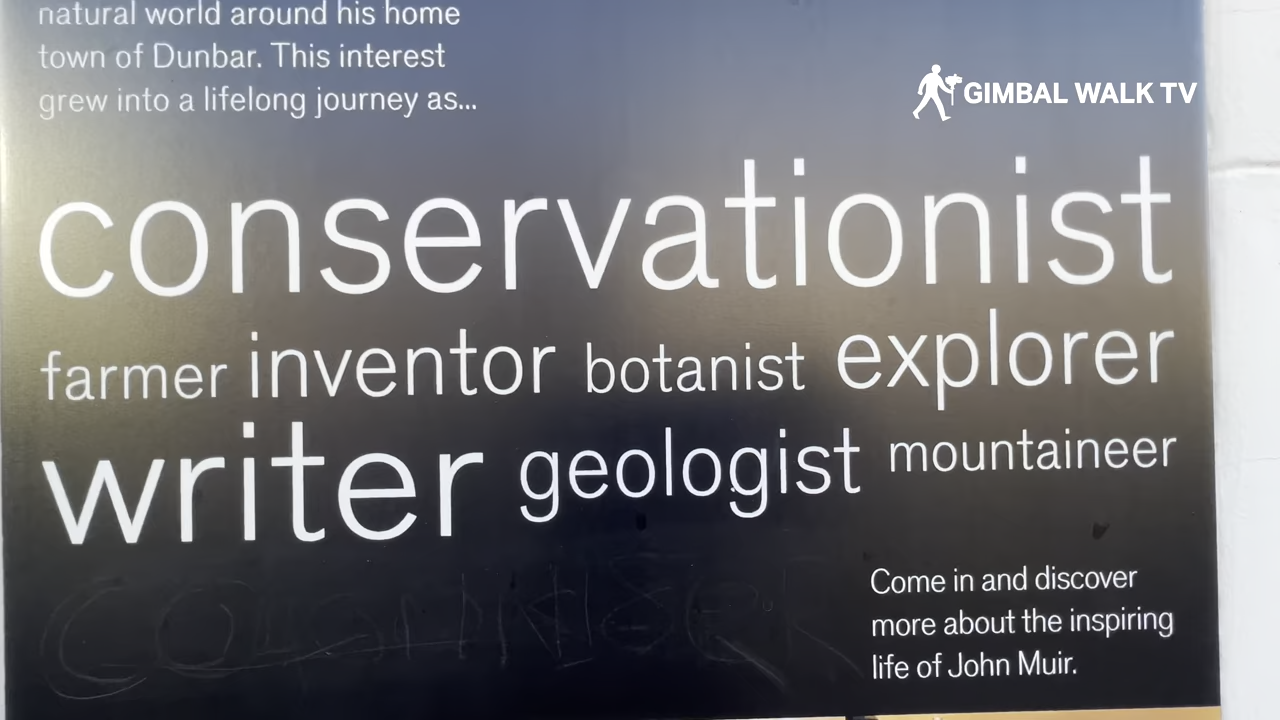 natural world around his home
town of Dunbar. This interest
grew into a lifelong journey as...
GIMBAL WALK TV
conservationist
farmer inventor botanist explorer
writer geologist mountaineer
COLONISER
Come in and discover
more about the inspiring
life of John Muir.